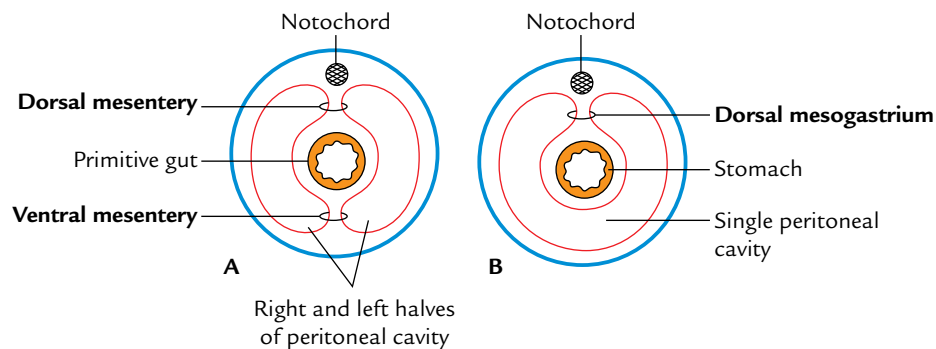 Notochord
Dorsal mesentery
Primitive gut
Ventral mesentery
A
Right and left halves
of peritoneal cavity
Notochord
Dorsal mesogastrium
Stomach
Single peritoneal
cavity
B